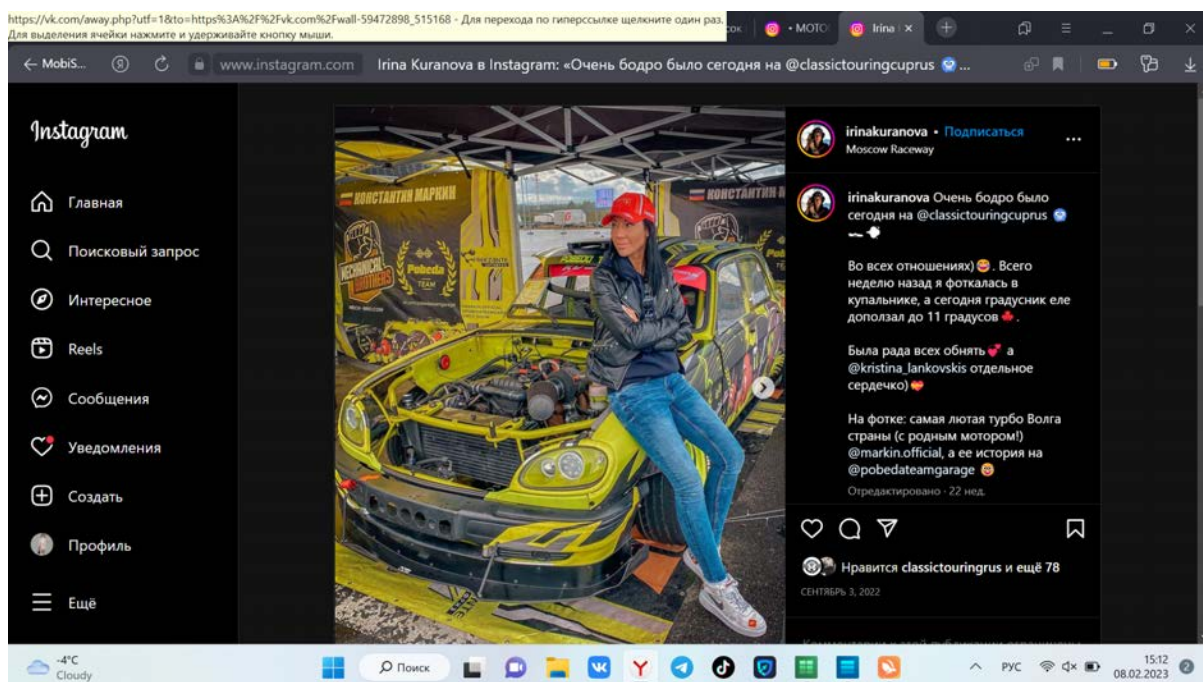 https://vk.com/away.php?utf=1&to=https%3A%2F%2Fvk.com%2Fwall-59472898_515168 - Для перехода по гиперссылке щелкните один раз.
Для выделения ячейки нажмите и удерживайте кнопку мыши.
• МОТО
Irina
MobiS...
www.instagram.com
Irina Kuranova в Instagram: «Очень бодро было сегодня на @classictouringcuprus ...
Instagram
Главная
Поисковый запрос
Интересное
Reels
Сообщения
Уведомления
Создать
Профиль
Ещё
КОНСТАНТИН МАРКИН
MECHANICAL
BROTHERS
Pobeda
TEAM
КОНСТАНТИН
irinakuranova • Подписаться
Moscow Raceway
irinakuranova Очень бодро было
сегодня на @classictouringcuprus
Во всех отношениях). Всего
неделю назад я фоткалась в
купальнике, а сегодня градусник еле
доползал до 11 градусов.
Была рада всех обнять а
@kristina_lankovskis отдельное
сердечко)
На фотке: самая лютая турбо Волга
страны (с родным мотором!)
@markin.official, а ее история на
@pobedateamgarage
Отредактировано · 22 нед.
Нравится classictouringrus и ещё 78
СЕНТЯБРЬ 3, 2022
-4°C
Cloudy
Поиск
РУС
15:12
08.02.2023
2